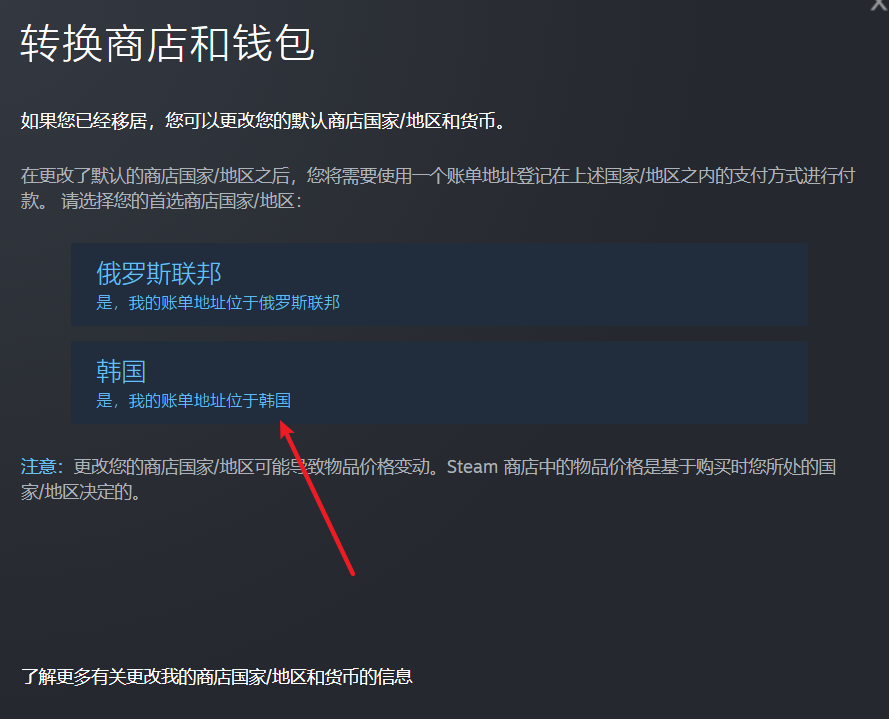 转换商店和钱包
如果您已经移居，您可以更改您的默认商店国家/地区和货币。
在更改了默认的商店国家/地区之后，您将需要使用一个账单地址登记在上述国家/地区之内的支付方式进行付
款。 请选择您的首选商店国家/地区：
俄罗斯联邦
是，我的账单地址位于俄罗斯联邦
韩国
是，我的账单地址位于韩国
注意：更改您的商店国家/地区可能导致物品价格变动。Steam 商店中的物品价格是基于购买时您所处的国
家/地区决定的。
了解更多有关更改我的商店国家/地区和货币的信息